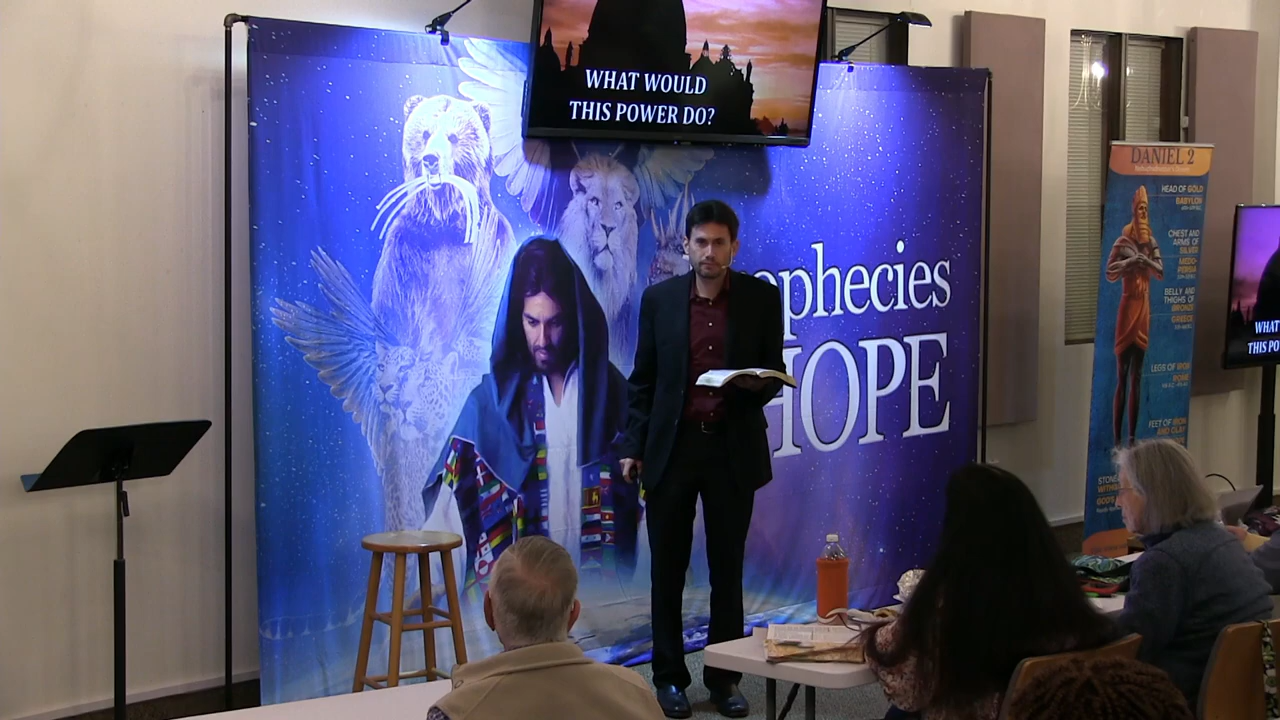 WHAT WOULD
THIS POWER DO?
ophecies
HOPE
DANIEL 2
HEAD OF GOLD
BABYLON
CHEST AND
ARMS OF
SILVER
MEDO-
PERSIA
BELLY AND
THIGHS OF
BRONZE
GREECE
LEGS OF IRON
ROME
FEET OF IRON
AND CLAY
WHAT
THIS PO